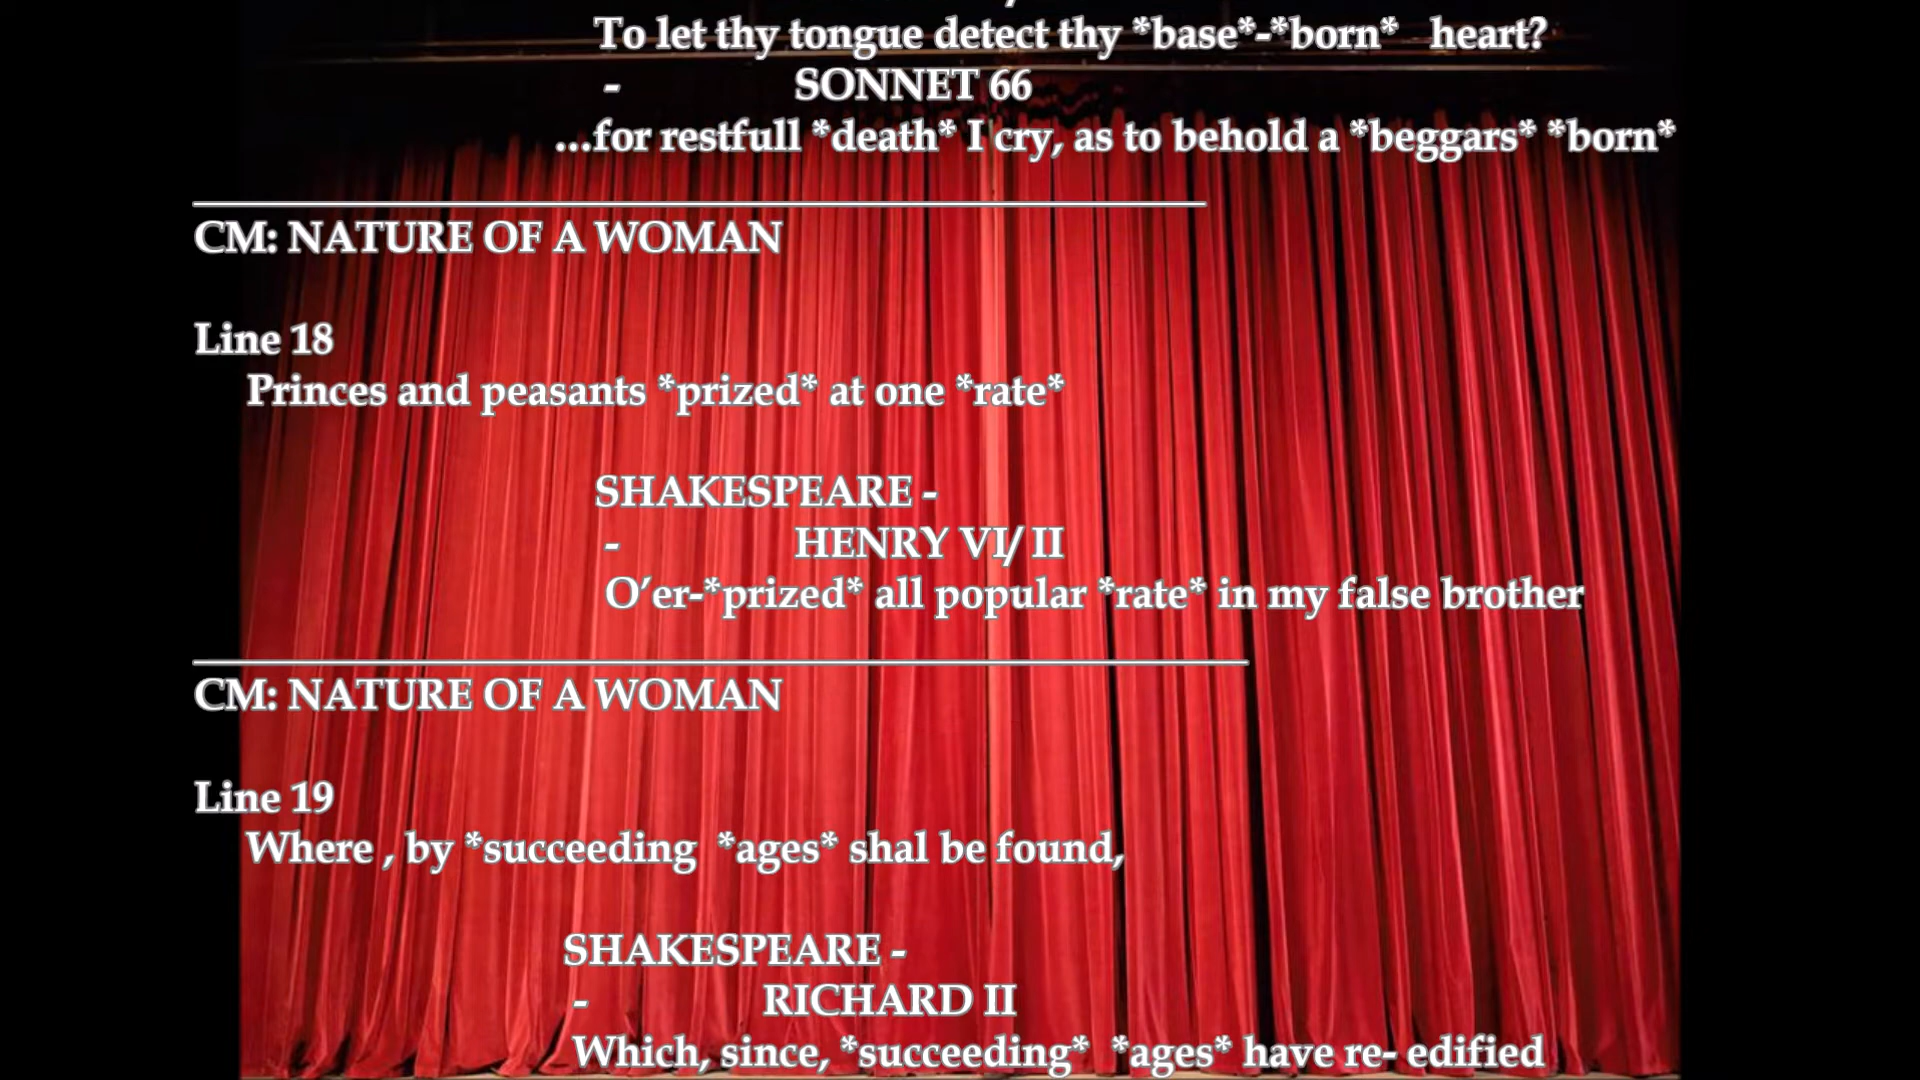 To let thy tongue detect thy *base*-*born* heart?
- SONNET 66
...for restfull *death* I cry, as to behold a *beggars* *born*
CM: NATURE OF A WOMAN
Line 18
Princes and peasants *prized* at one *rate*
SHAKESPEARE -
- HENRY VI/ II
O’er-*prized* all popular *rate* in my false brother
CM: NATURE OF A WOMAN
Line 19
Where , by *succeeding *ages* shal be found,
SHAKESPEARE -
- RICHARD II
Which, since, *succeeding* *ages* have re- edified